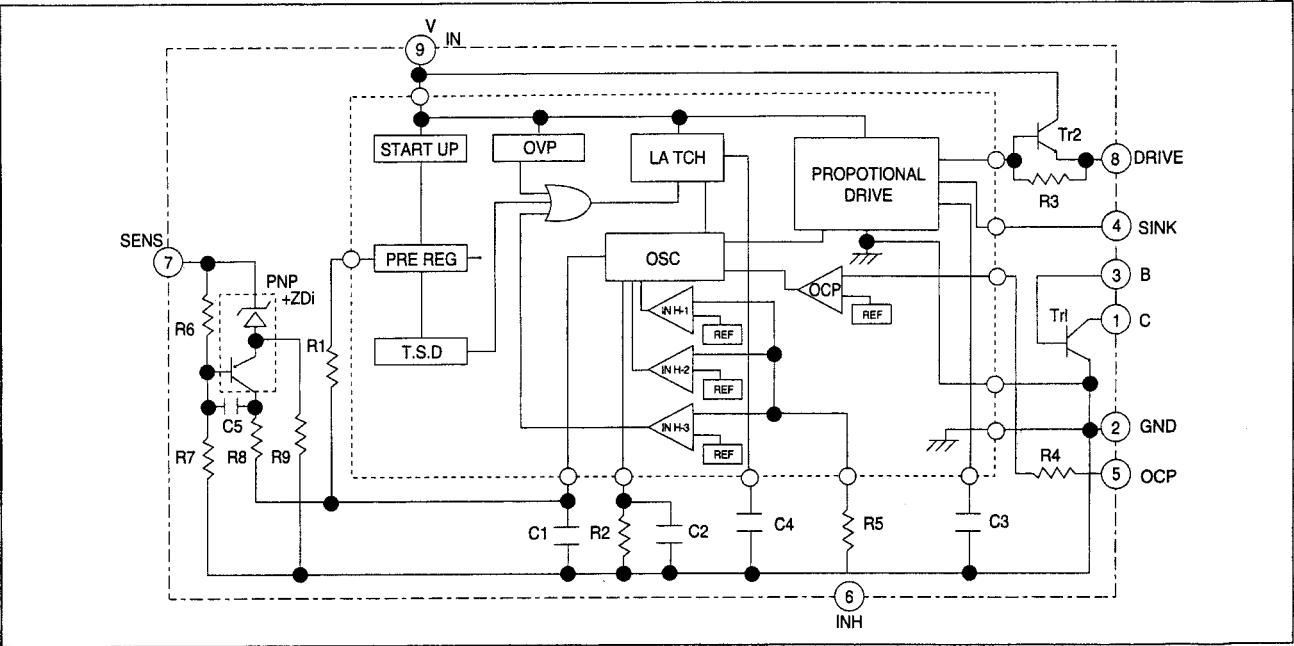 V
IN
9
START UP
OVP
LA TCH
PROPOTIONAL
DRIVE
Tr2
8 DRIVE
R3
4 SINK
SENS
7
PRE REG
OSC
OCP
REF
3 B
1 C
Tr1
PNP
+ZDi
R6
R1
T.S.D
IN H-1
REF
IN H-2
REF
IN H-3
REF
C5
R7
R8
R9
2 GND
R4
5 OCP
C1
R2
C2
C4
R5
C3
6
INH